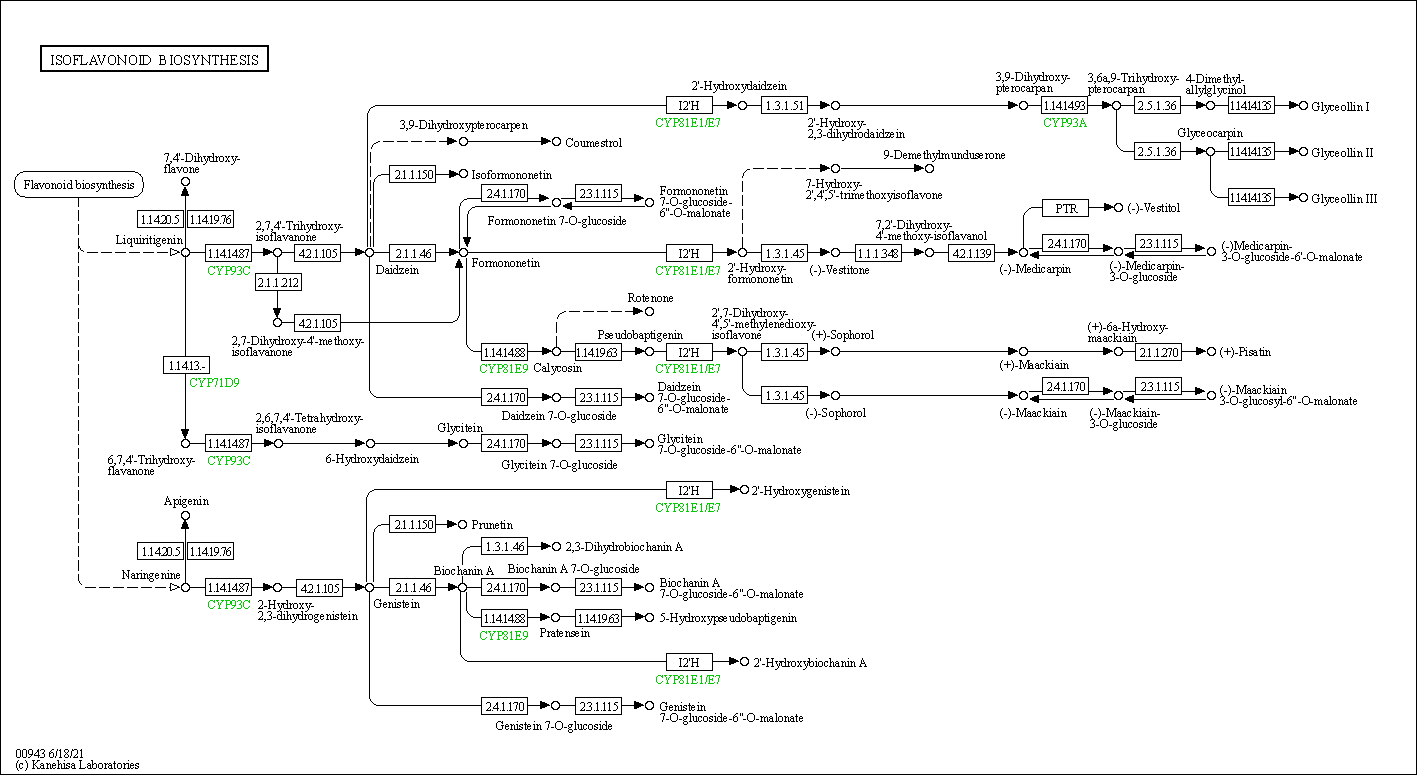 ISOFLAVONOID BIOSYNTHESIS
2'-Hydroxydaidzein
3,9-Dihydroxy-
pterocarpan
3,6a,9-Trihydroxy-
pterocarpan
4-Dimethyl-
allylglycinol
I2'H
1.3.1.51
1.14.14.93
2.5.1.36
1.14.14.135
Glyceollin I
CYP81E1/E7
2'-Hydroxy-
2,3-dihydrodaidzein
CYP93A
3,9-Dihydroxypterocarpen
Coumestrol
Glyceocarpin
2.5.1.36
1.14.14.135
Glyceollin II
7,4'-Dihydroxy-
flavone
9-Demethylmunduserone
2.1.1.150
Isoformononetin
7-Hydroxy-
2',4',5'-trimethoxyisoflavone
Flavonoid biosynthesis
2.4.1.170
2.3.1.115
Formononetin
7-O-glucoside-
6"-O-malonate
1.14.14.135
Glyceollin III
PTR
(-)-Vestitol
1.14.20.5
1.14.19.76
Formononetin 7-O-glucoside
2,7,4'-Trihydroxy-
isoflavanone
7,2'-Dihydroxy-
4'-methoxy-isoflavanol
Liquiritigenin
1.14.14.87
4.2.1.105
2.1.1.46
I2'H
1.3.1.45
1.1.1.348
4.2.1.139
2.4.1.170
2.3.1.115
(-)-Medicarpin-
3-O-glucoside-6'-O-malonate
CYP93C
Daidzein
Formononetin
CYP81E1/E7
2'-Hydroxy-
formononetin
(-)-Vestitone
(-)-Medicarpin
(-)-Medicarpin-
3-O-glucoside
2.1.1.212
Rotenone
4.2.1.105
2,7-Dihydroxy-4'-methoxy-
isoflavanone
Pseudobaptigenin
2',7-Dihydroxy-
4',5'-methylenedioxy-
isoflavone
(+)-Sophorol
(+)-6a-Hydroxy-
maackiain
1.14.14.88
1.14.19.63
I2'H
1.3.1.45
2.1.1.270
(+)-Pisatin
CYP81E9
Calycosin
CYP81E1/E7
(+)-Maackiain
1.14.13.-
CYP71D9
2.4.1.170
2.3.1.115
Daidzein
7-O-glucoside-
6"-O-malonate
1.3.1.45
2.4.1.170
2.3.1.115
(-)-Maackiain
3-O-glucosyl-6"-O-malonate
Daidzein 7-O-glucoside
(-)-Sophorol
(-)-Maackiain
(-)-Maackiain-
3-O-glucoside
2,6,7,4'-Tetrahydroxy-
isoflavanone
Glycitein
1.14.14.87
2.4.1.170
2.3.1.115
Glycitein
7-O-glucoside-6"-O-malonate
6,7,4'-Trihydroxy-
flavanone
CYP93C
6-Hydroxydaidzein
Glycitein 7-O-glucoside
I2'H
2'-Hydroxygenistein
CYP81E1/E7
Apigenin
2.1.1.150
Prunetin
1.14.20.5
1.14.19.76
1.3.1.46
2,3-Dihydrobiochanin A
Naringenine
Biochanin A
Biochanin A 7-O-glucoside
1.14.14.87
4.2.1.105
2.1.1.46
2.4.1.170
2.3.1.115
Biochanin A
7-O-glucoside-6"-O-malonate
CYP93C
2-Hydroxy-
2,3-dihydrogenistein
Genistein
1.14.14.88
1.14.19.63
5-Hydroxypseudobaptigenin
CYP81E9
Pratensein
I2'H
2'-Hydroxybiochanin A
CYP81E1/E7
2.4.1.170
2.3.1.115
Genistein
7-O-glucoside-6"-O-malonate
Genistein 7-O-glucoside
00943 6/18/21
(c) Kanehisa Laboratories